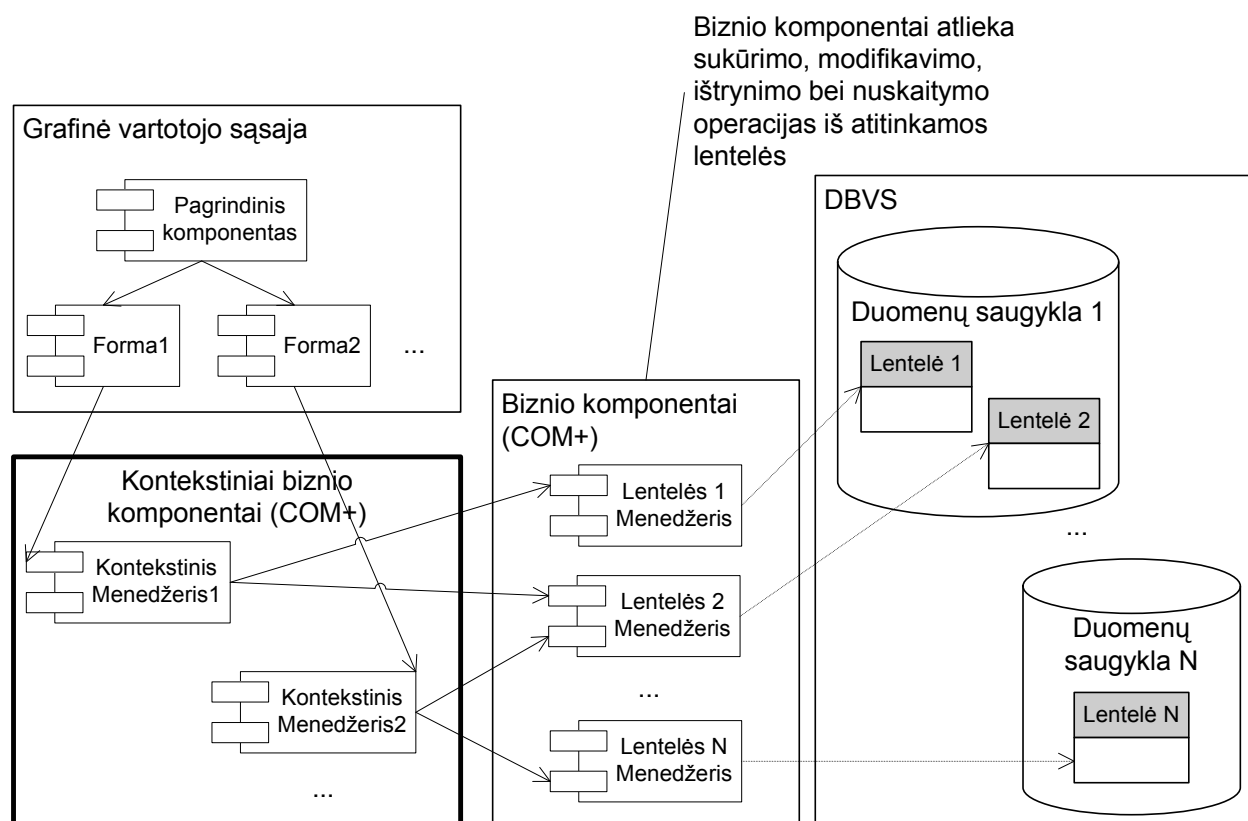 Biznio komponentai atlieka
sukūrimo, modifikavimo,
ištrynimo bei nuskaitymo
operacijas iš atitinkamos
lentelės
Grafinė vartotojo sąsaja
Pagrindinis
komponentas
Forma1
Forma2
...
Kontekstiniai biznio
komponentai (COM+)
Kontekstinis
Menedžeris1
Kontekstinis
Menedžeris2
...
Biznio komponentai
(COM+)
Lentelės 1
Menedžeris
Lentelės 2
Menedžeris
...
Lentelės N
Menedžeris
DBVS
Duomenų saugykla 1
Lentelė 1
Lentelė 2
...
Duomenų
saugykla N
Lentelė N